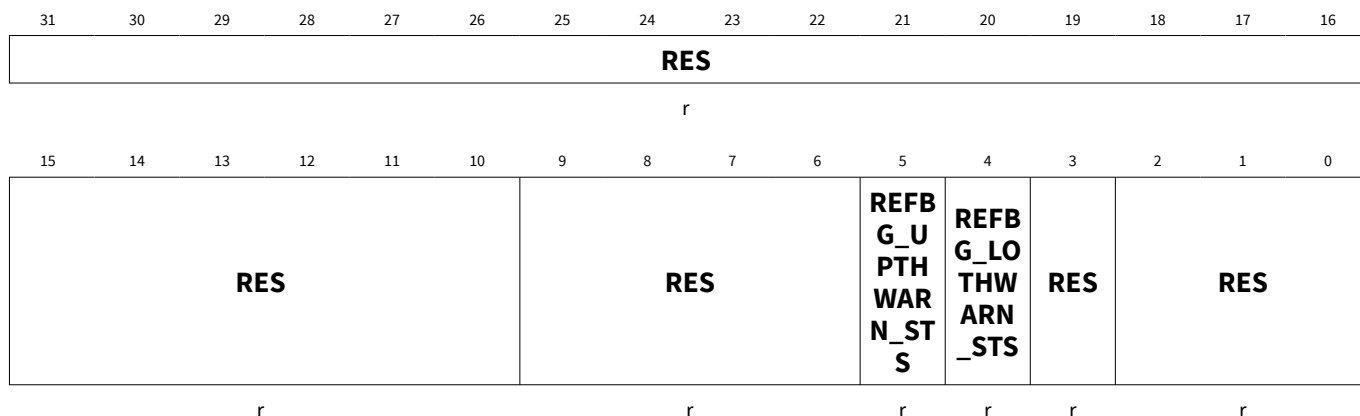 31 30 29 28 27 26 25 24 23 22 21 20 19 18 17 16
RES
r
15 14 13 12 11 10 9 8 7 6 5 4 3 2 1 0
RES
RES
REFB
G_U
PTH
WAR
N_ST
S
REFB
G_LO
THW
ARN
_STS
RES
RES
r r r r r r